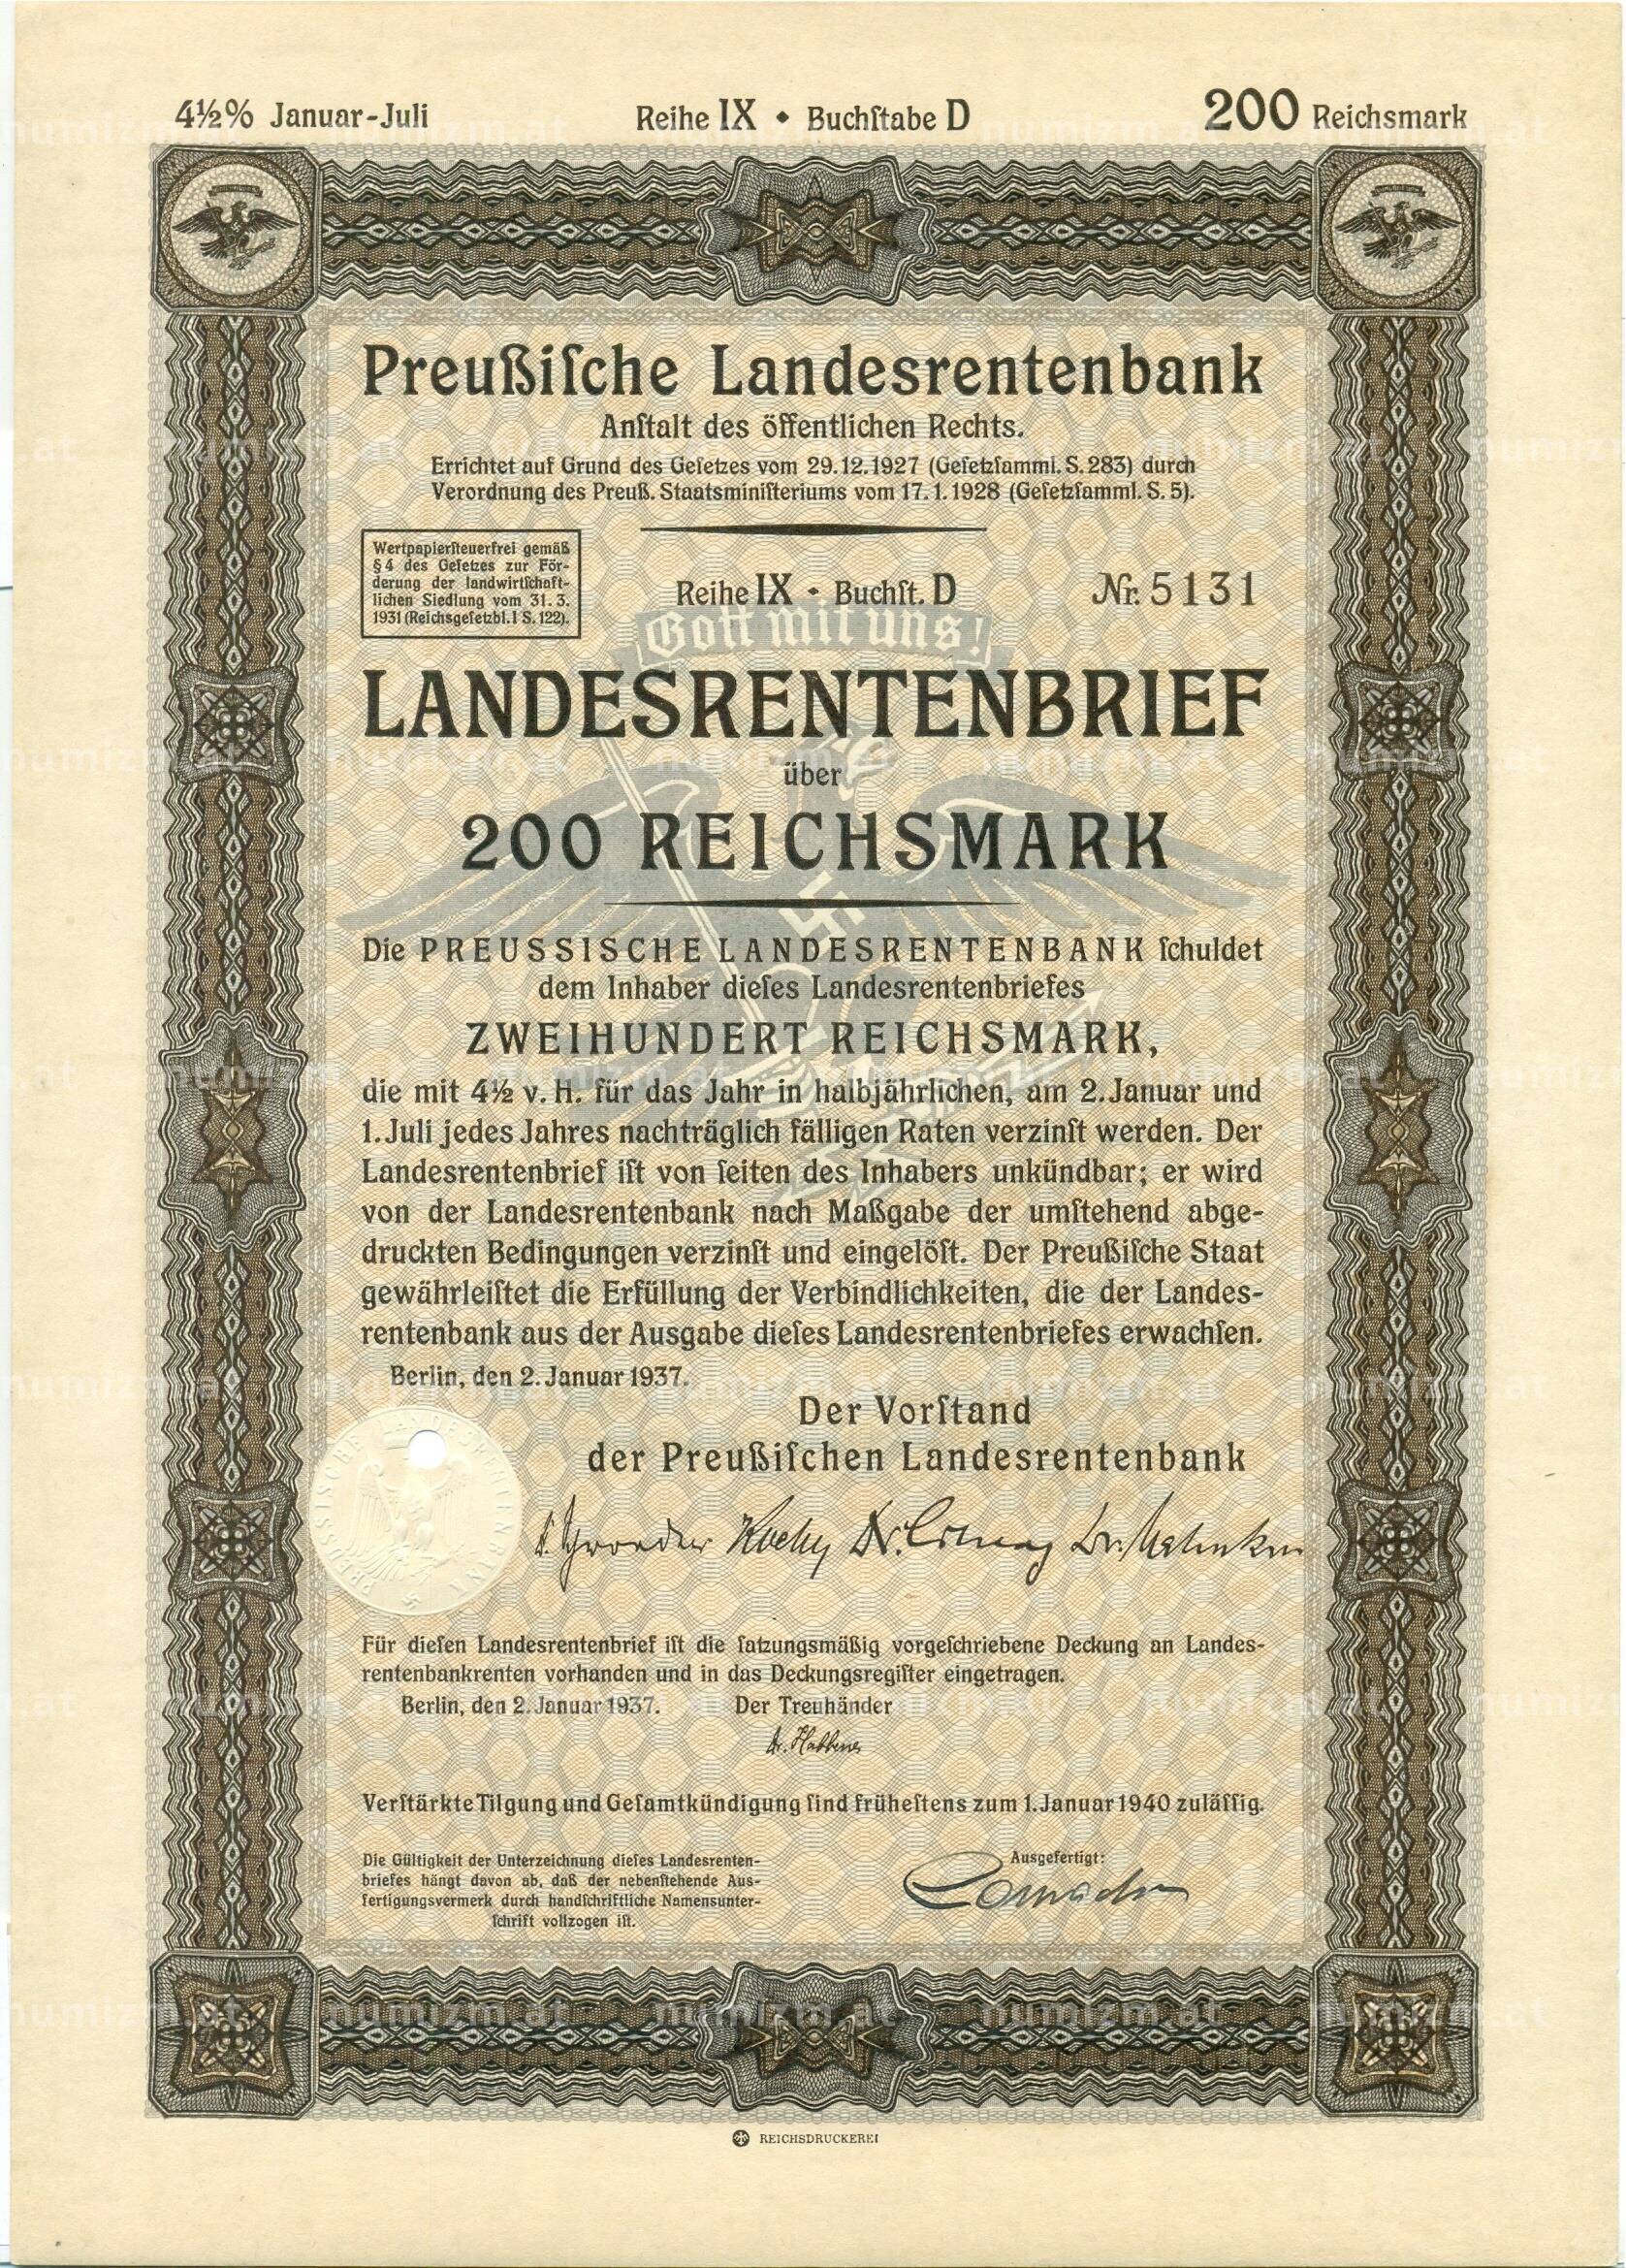 4½% Januar-Juli Reihe IX • Buchſtabe D 200 Reichsmark
Preußiſche Landesrentenbank
Anſtalt des öffentlichen Rechts.
Errichtet auf Grund des Geſetzes vom 29.12.1927 (Geſetzſamml. S. 283) durch
Verordnung des Preuß. Staatsminiſteriums vom 17.1.1928 (Geſetzſamml. S. 5).
Wertpapierſteuerfrei gemäß
§ 4 des Geſetzes zur För-
derung der landwirtſchaft-
lichen Siedlung vom 31. 3.
1931 (Reichsgeſetzbl. I S. 122).
Reihe IX • Buchſt. D Nr. 5131
Gott mit uns!
LANDESRENTENBRIEF
über
200 REICHSMARK
Die PREUSSISCHE LANDESRENTENBANK ſchuldet
dem Inhaber dieſes Landesrentenbriefes
ZWEIHUNDERT REICHSMARK,
die mit 4½ v. H. für das Jahr in halbjährlichen, am 2. Januar und
1. Juli jedes Jahres nachträglich fälligen Raten verzinſt werden. Der
Landesrentenbrief iſt von ſeiten des Inhabers unkündbar; er wird
von der Landesrentenbank nach Maßgabe der umſtehend abge-
druckten Bedingungen verzinſt und eingelöſt. Der Preußiſche Staat
gewährleiſtet die Erfüllung der Verbindlichkeiten, die der Landes-
rentenbank aus der Ausgabe dieſes Landesrentenbriefes erwachſen.
Berlin, den 2. Januar 1937.
Der Vorſtand
der Preußiſchen Landesrentenbank
PREUSSISCHE LANDESRENTENBANK
Für dieſen Landesrentenbrief iſt die ſatzungsmäßig vorgeſchriebene Deckung an Landes-
rentenbankrenten vorhanden und in das Deckungsregiſter eingetragen.
Berlin, den 2. Januar 1937. Der Treuhänder
Verſtärkte Tilgung und Geſamtkündigung ſind früheſtens zum 1. Januar 1940 zuläſſig.
Die Gültigkeit der Unterzeichnung dieſes Landesrenten-
briefes hängt davon ab, daß der nebenſtehende Aus-
fertigungsvermerk durch handſchriftliche Namensunter-
ſchrift vollzogen iſt.
Ausgefertigt:
REICHSDRUCKEREI
numizm.at